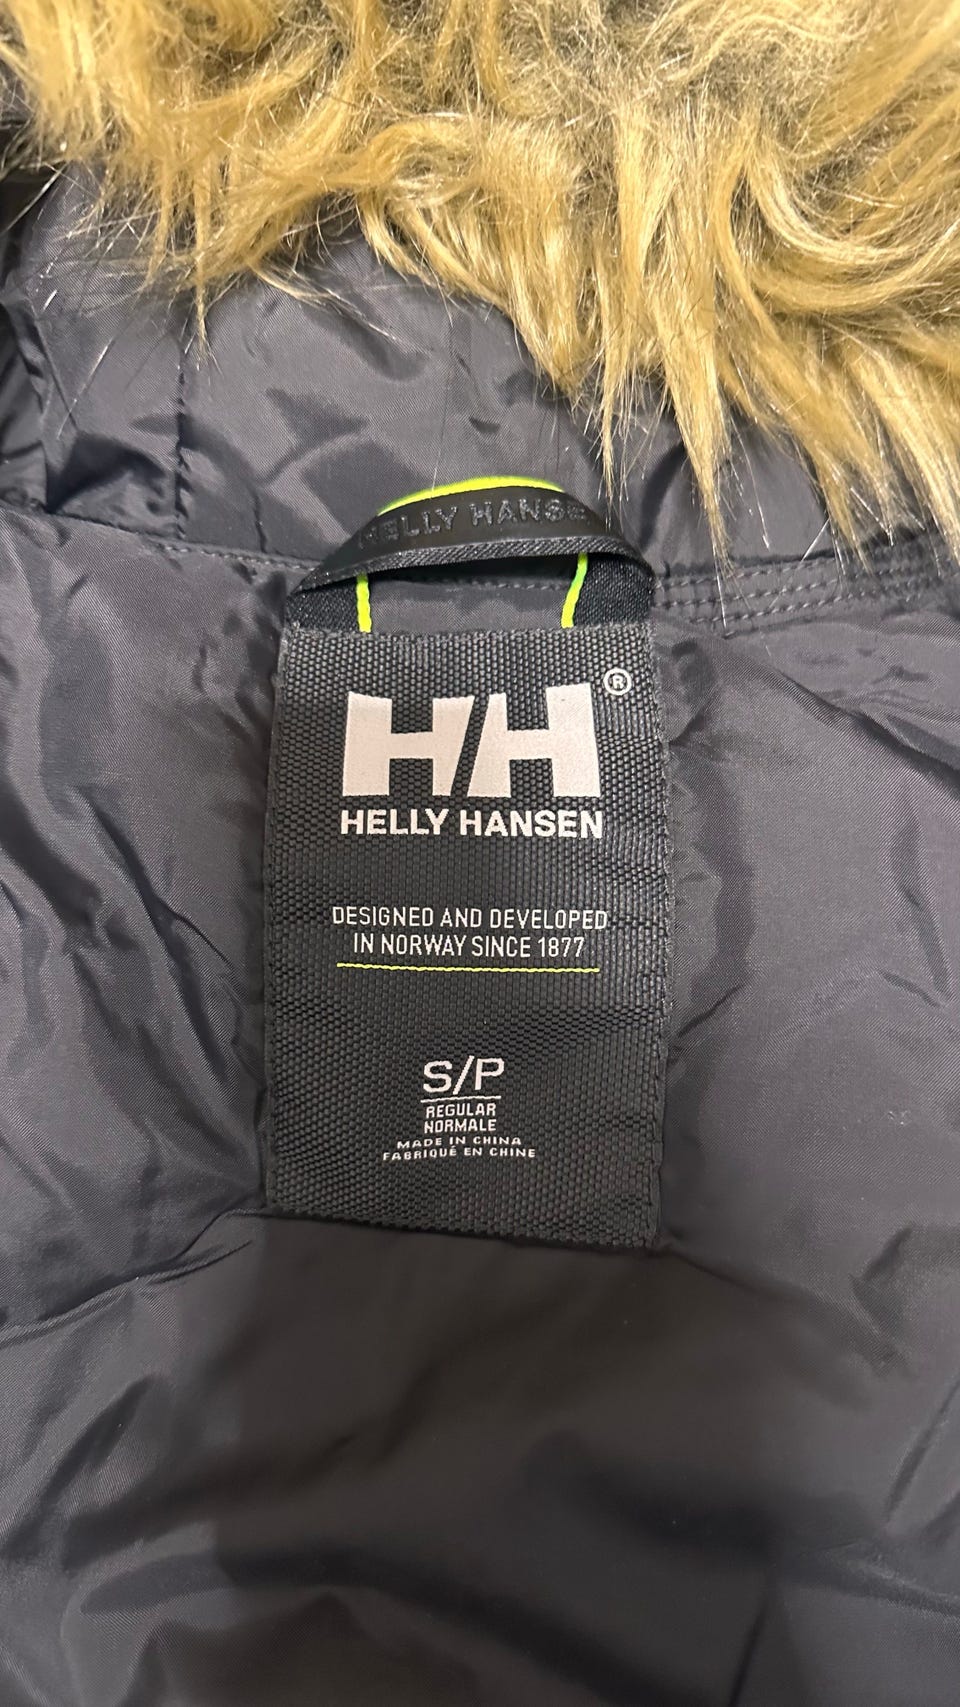 HELLY HANSE
®
HH
HELLY HANSEN
DESIGNED AND DEVELOPED
IN NORWAY SINCE 1877
S/P
REGULAR
NORMALE
MADE IN CHINA
FABRIQUÉ EN CHINE